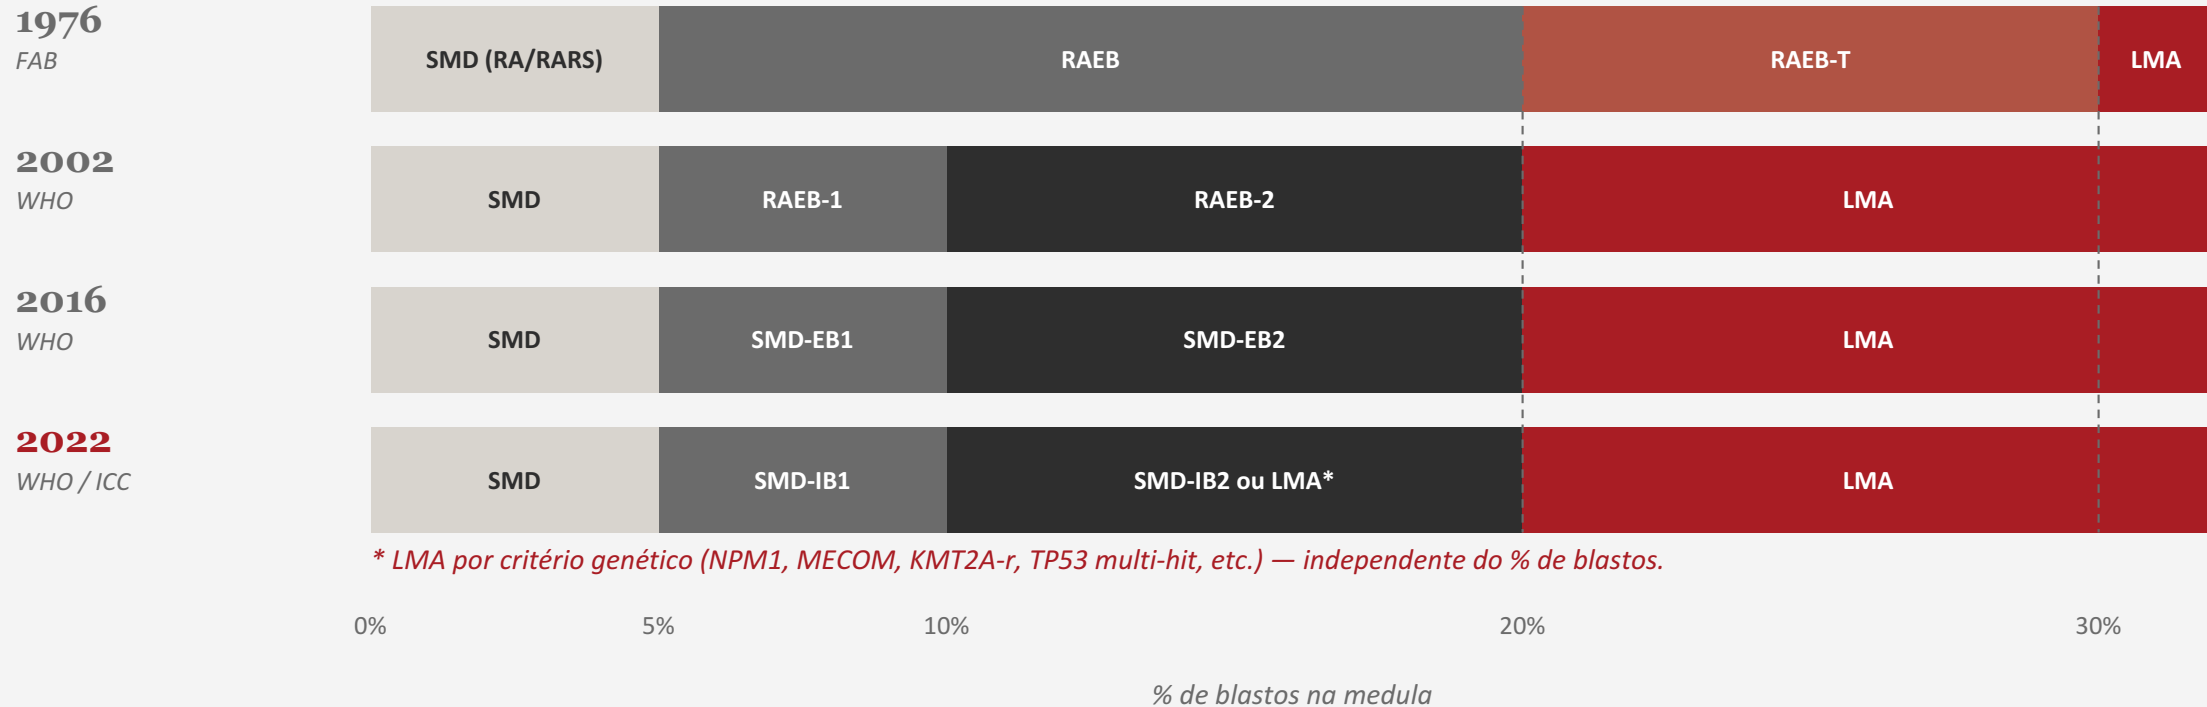 1976
FAB
SMD (RA/RARS)
RAEB
RAEB-T
LMA
2002
WHO
SMD
RAEB-1
RAEB-2
LMA
2016
WHO
SMD
SMD-EB1
SMD-EB2
LMA
2022
WHO / ICC
SMD
SMD-IB1
SMD-IB2 ou LMA*
LMA
* LMA por critério genético (NPM1, MECOM, KMT2A-r, TP53 multi-hit, etc.) — independente do % de blastos.
0%
5%
10%
20%
30%
% de blastos na medula